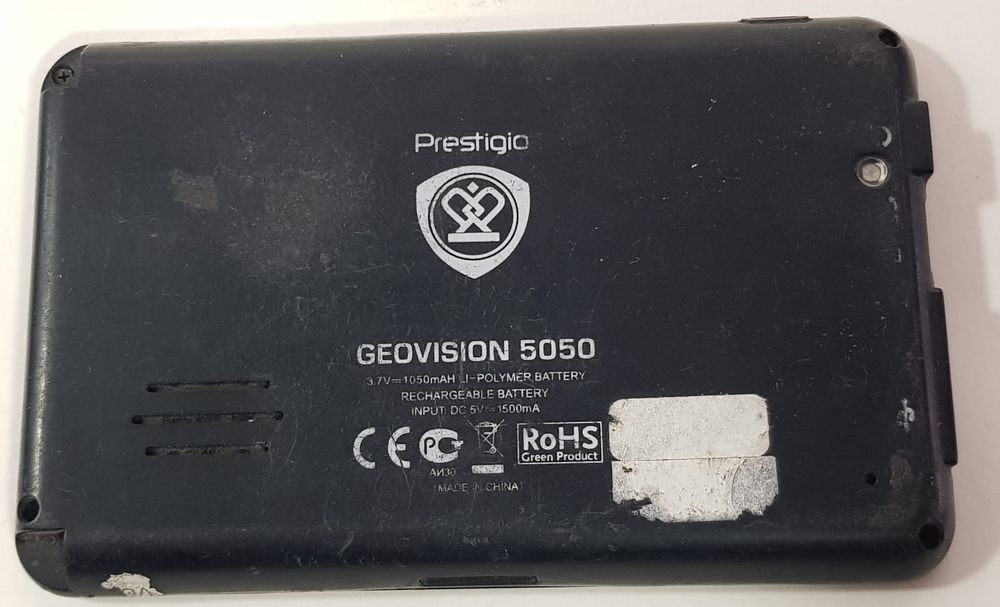 Prestigio
GEOVISION 5050
3.7V⎓1050mAH LI-POLYMER BATTERY
RECHARGEABLE BATTERY
INPUT: DC 5V⎓1500mA
CE PG RoHS
Green Product
АИ30
(MADE IN CHINA)